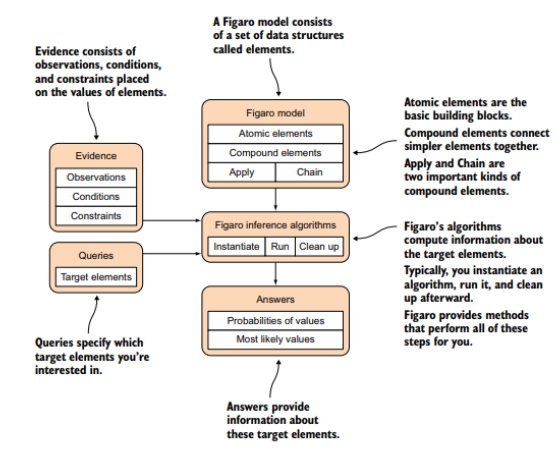 A Figaro model consists
of a set of data structures
called elements.
Evidence consists of
observations, conditions,
and constraints placed
on the values of elements.
Figaro model
Atomic elements
Compound elements
Apply
Chain
Atomic elements are the
basic building blocks.
Compound elements connect
simpler elements together.
Apply and Chain are
two important kinds of
compound elements.
Evidence
Observations
Conditions
Constraints
Figaro inference algorithms
Instantiate
Run
Clean up
Figaro's algorithms
compute information about
the target elements.
Typically, you instantiate an
algorithm, run it, and clean
up afterward.
Figaro provides methods
that perform all of these
steps for you.
Queries
Target elements
Answers
Probabilities of values
Most likely values
Queries specify which
target elements you're
interested in.
Answers provide
information about
these target elements.